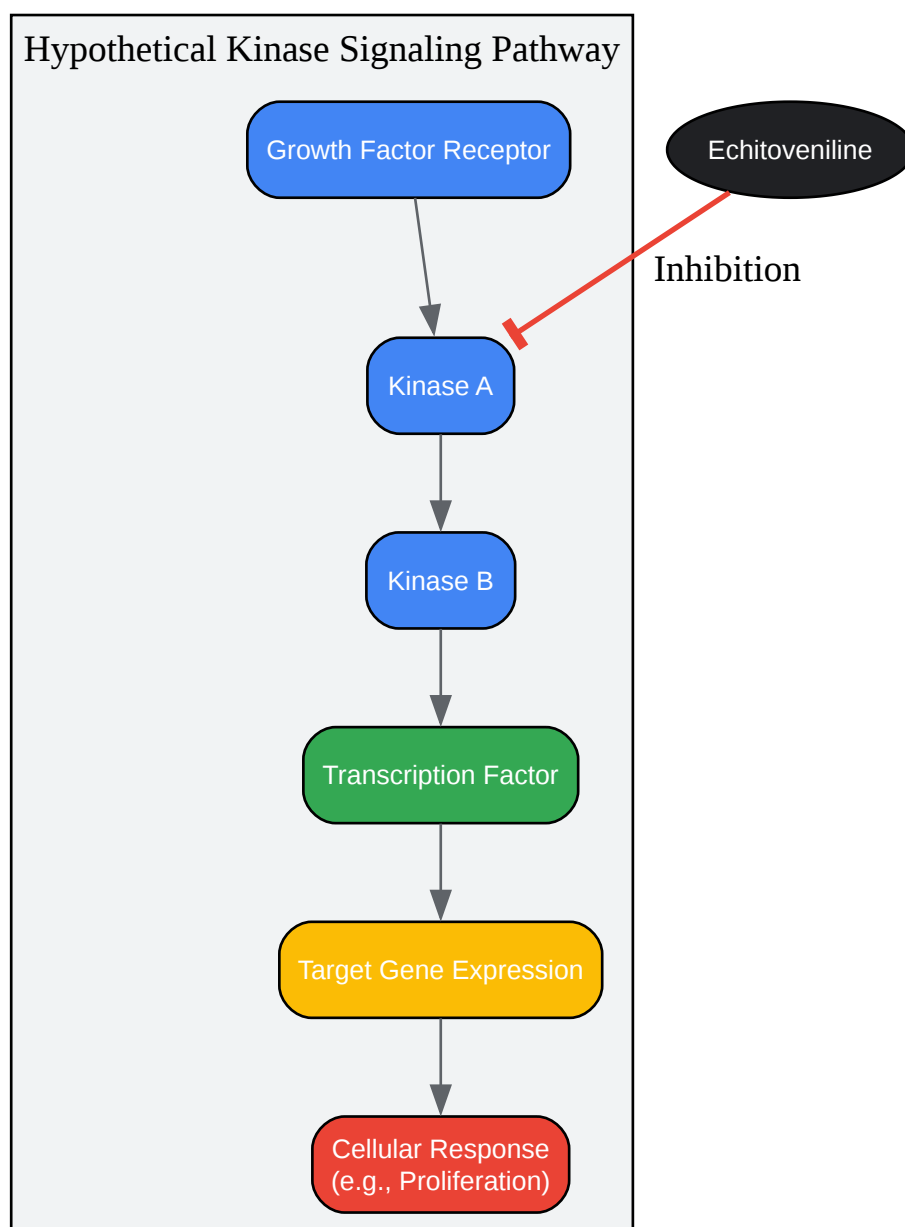 Hypothetical Kinase Signaling Pathway
Growth Factor Receptor
Echitoveniline
Inhibition
Kinase A
Kinase B
Transcription Factor
Target Gene Expression
Cellular Response
(e.g., Proliferation)